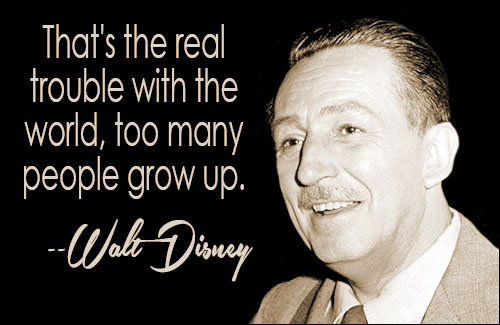 That's the real
trouble with the
world, too many
people grow up.
--Walt Disney